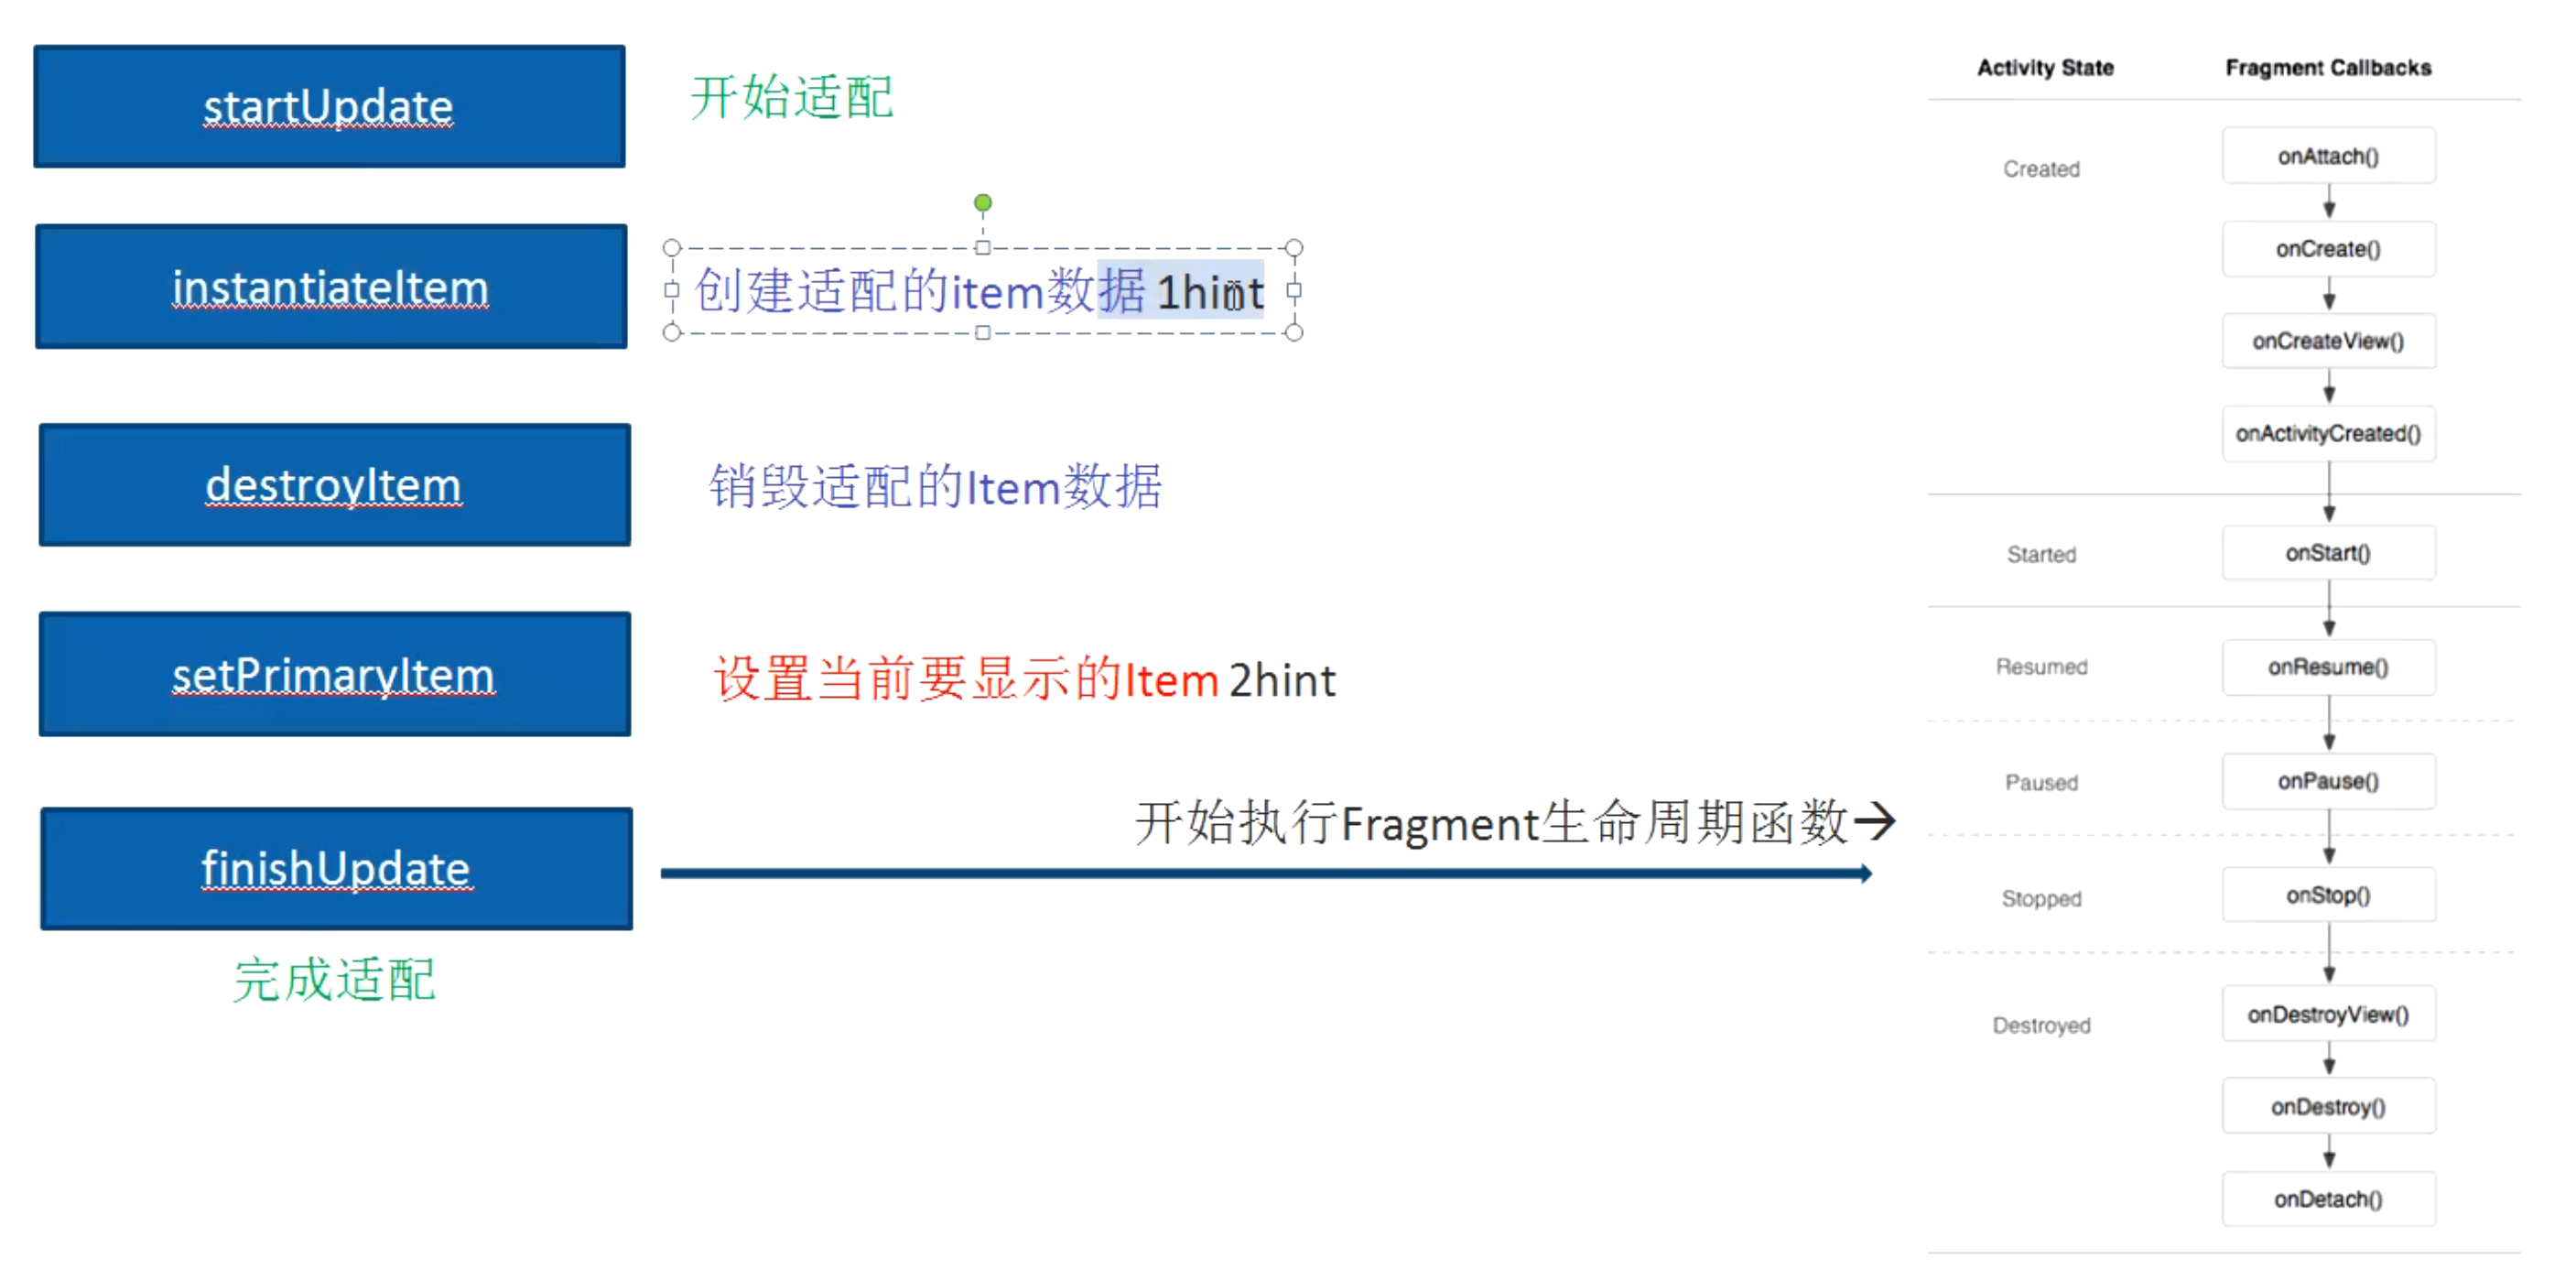 startUpdate
开始适配
instantiateItem
创建适配的item数据 1hint
destroyItem
销毁适配的Item数据
setPrimaryItem
设置当前要显示的Item 2hint
开始执行Fragment生命周期函数→
finishUpdate
完成适配
Activity State
Fragment Callbacks
Created
onAttach()
onCreate()
onCreateView()
onActivityCreated()
Started
onStart()
Resumed
onResume()
Paused
onPause()
Stopped
onStop()
Destroyed
onDestroyView()
onDestroy()
onDetach()